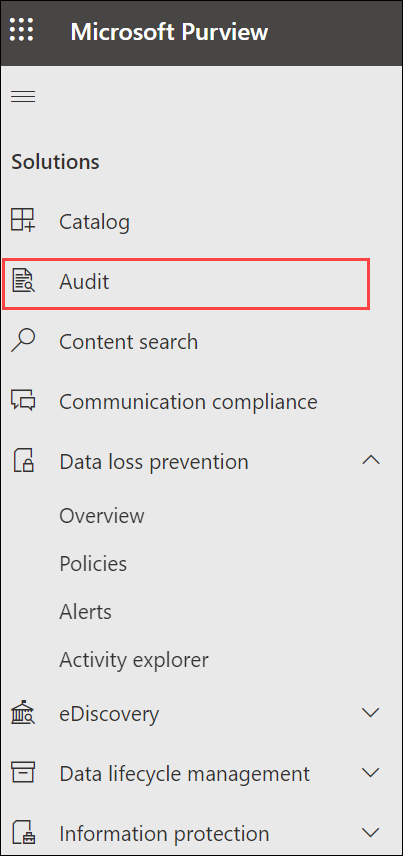 Microsoft Purview
Solutions
Catalog
Audit
Content search
Communication compliance
Data loss prevention
Overview
Policies
Alerts
Activity explorer
eDiscovery
Data lifecycle management
Information protection